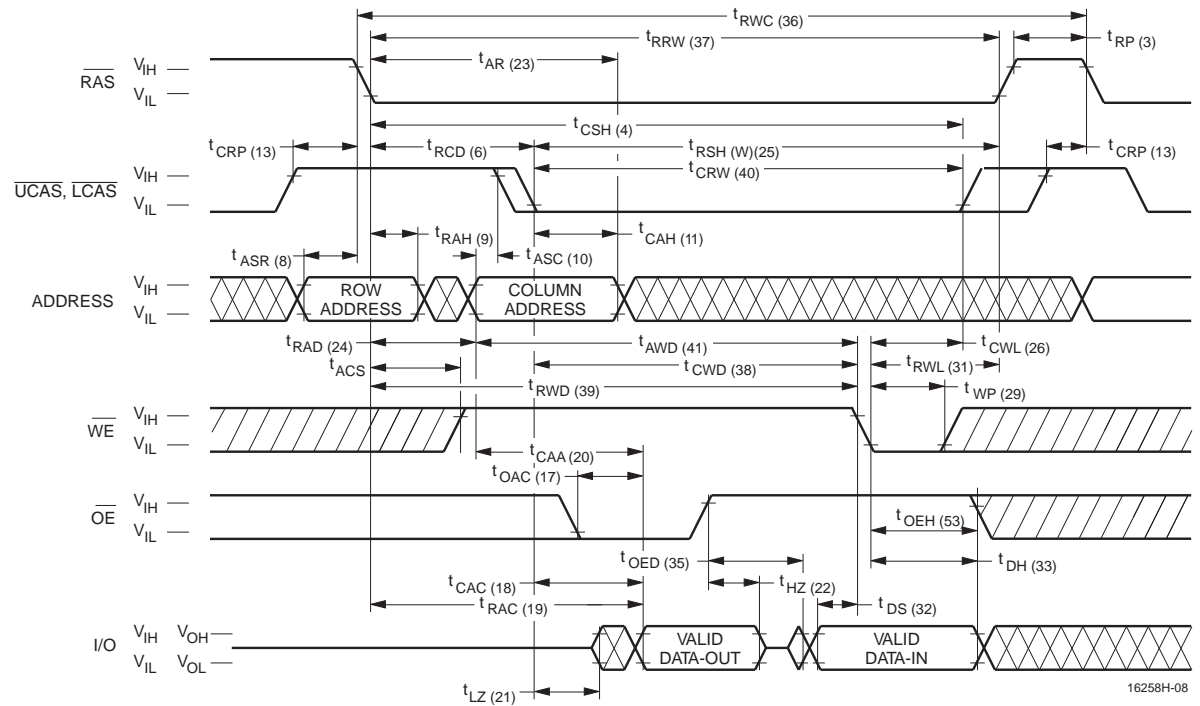 tRWC (36)
tRRW (37)
tRP (3)
tAR (23)
RAS
VIH
VIL
tCSH (4)
tCRP (13)
tRCD (6)
tRSH (W)(25)
tCRP (13)
tCRW (40)
UCAS, LCAS
VIH
VIL
tRAH (9)
tCAH (11)
tASR (8)
tASC (10)
ADDRESS
VIH
VIL
ROW
ADDRESS
COLUMN
ADDRESS
tRAD (24)
tAWD (41)
tCWL (26)
tACS
tCWD (38)
tRWL (31)
tRWD (39)
tWP (29)
WE
VIH
VIL
tCAA (20)
tOAC (17)
OE
VIH
VIL
tOEH (53)
tOED (35)
tDH (33)
tCAC (18)
tHZ (22)
tRAC (19)
tDS (32)
I/O
VIH VOH
VIL VOL
VALID
DATA-OUT
VALID
DATA-IN
tLZ (21)
16258H-08